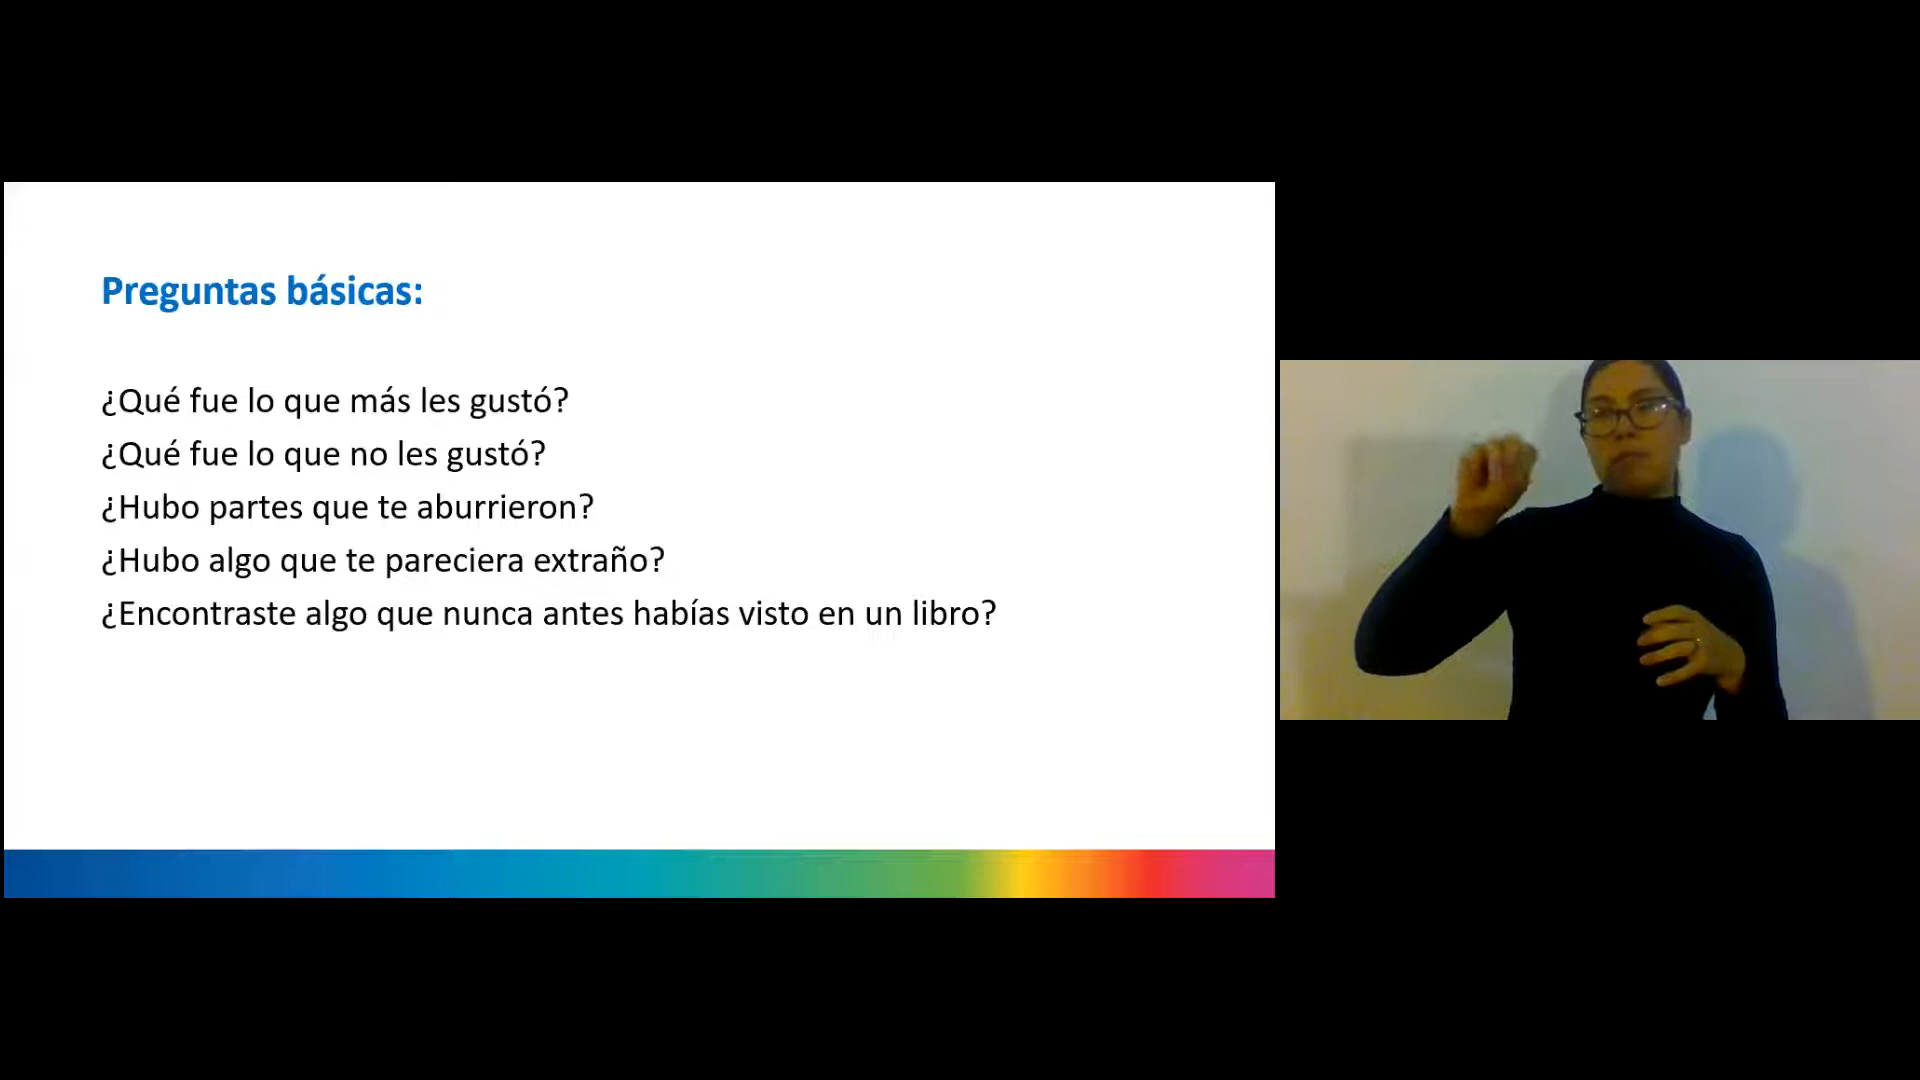 Preguntas básicas:
¿Qué fue lo que más les gustó?
¿Qué fue lo que no les gustó?
¿Hubo partes que te aburrieron?
¿Hubo algo que te pareciera extraño?
¿Encontraste algo que nunca antes habías visto en un libro?